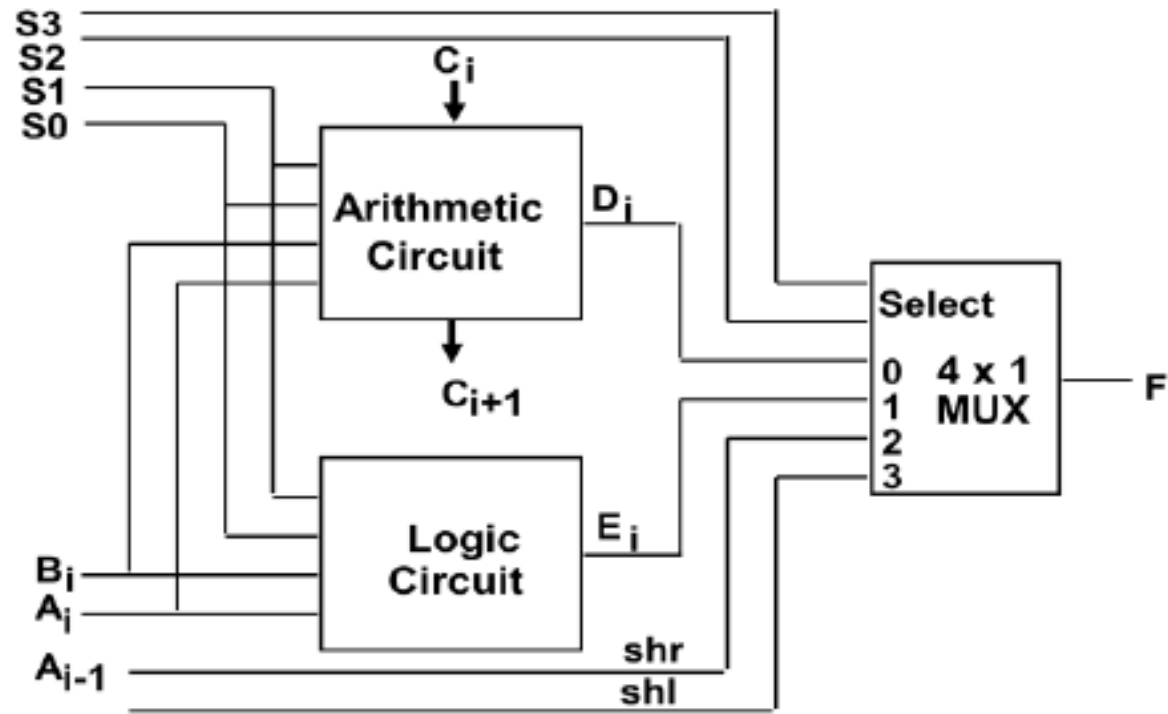 S3
S2
S1
S0
Ci
Arithmetic
Circuit
Di
Ci+1
Select
0 4 x 1
1 MUX
2
3
F
Logic
Circuit
Ei
Bi
Ai
Ai-1
shr
shl